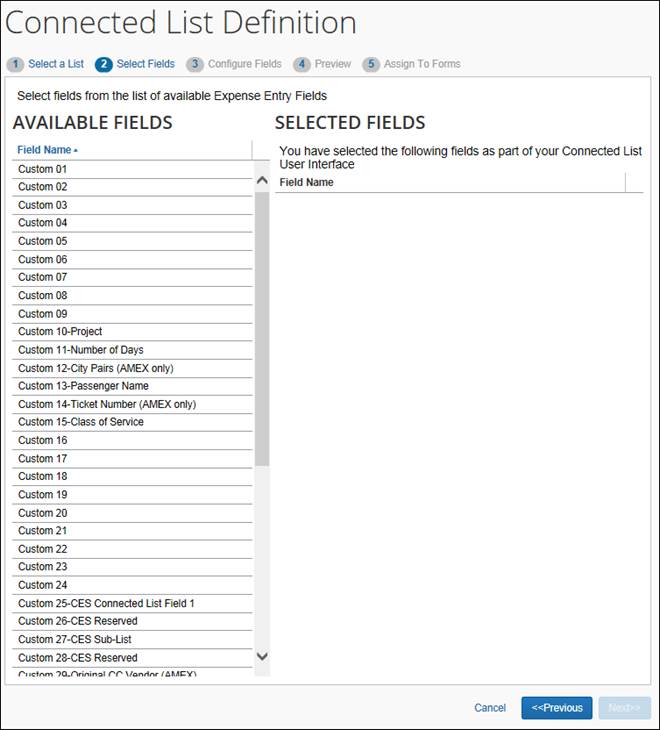 Connected List Definition
1 Select a List 2 Select Fields 3 Configure Fields 4 Preview 5 Assign To Forms
Select fields from the list of available Expense Entry Fields
AVAILABLE FIELDS
Field Name
Custom 01
Custom 02
Custom 03
Custom 04
Custom 05
Custom 06
Custom 07
Custom 08
Custom 09
Custom 10-Project
Custom 11-Number of Days
Custom 12-City Pairs (AMEX only)
Custom 13-Passenger Name
Custom 14-Ticket Number (AMEX only)
Custom 15-Class of Service
Custom 16
Custom 17
Custom 18
Custom 19
Custom 20
Custom 21
Custom 22
Custom 23
Custom 24
Custom 25-CES Connected List Field 1
Custom 26-CES Reserved
Custom 27-CES Sub-List
Custom 28-CES Reserved
Custom 29-Original CC Vendor (AMEX)
SELECTED FIELDS
You have selected the following fields as part of your Connected List
User Interface
Field Name
Cancel <<Previous Next>>